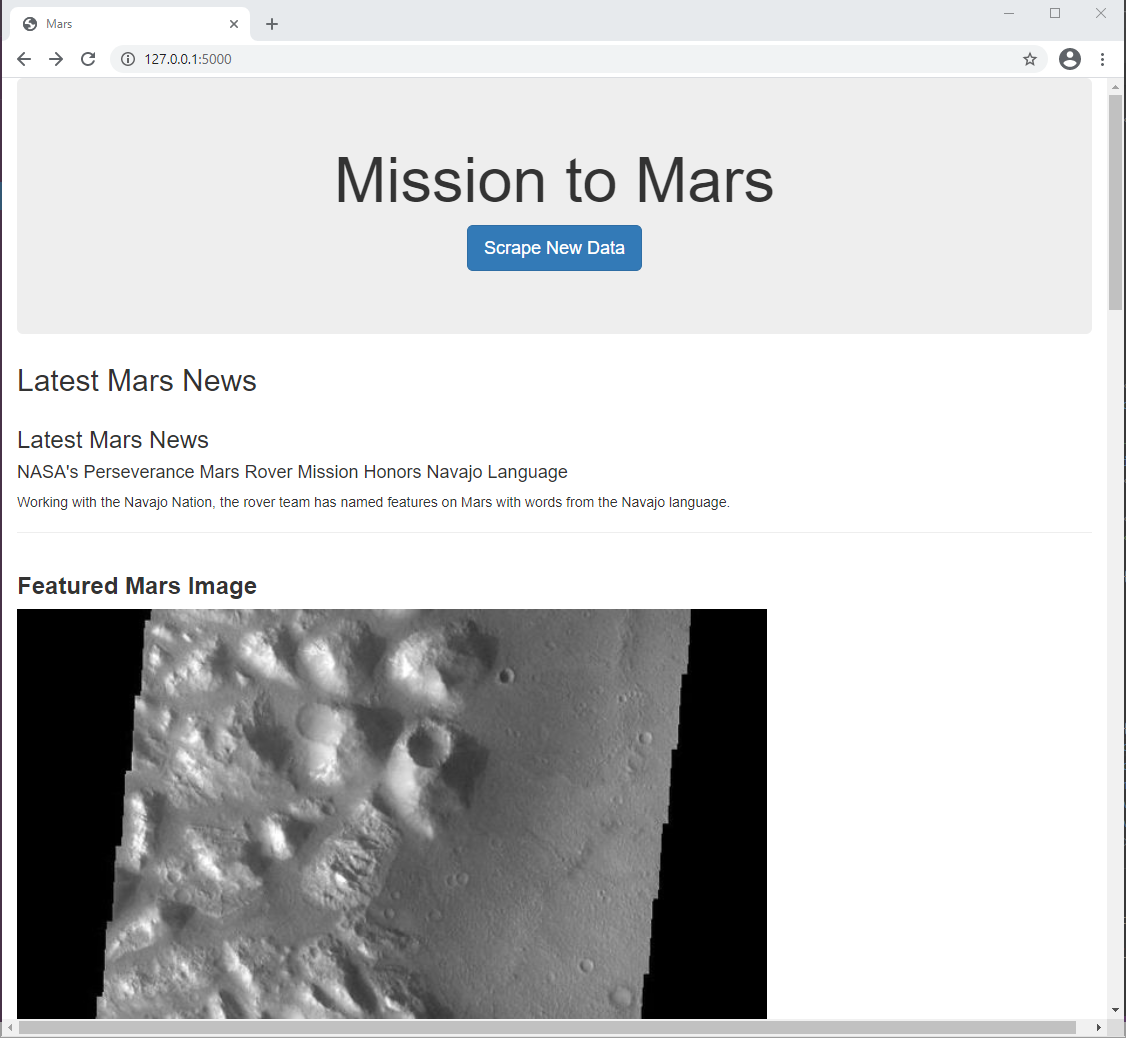 Mars
127.0.0.1:5000
Mission to Mars
Scrape New Data
Latest Mars News
Latest Mars News
NASA's Perseverance Mars Rover Mission Honors Navajo Language
Working with the Navajo Nation, the rover team has named features on Mars with words from the Navajo language.
Featured Mars Image